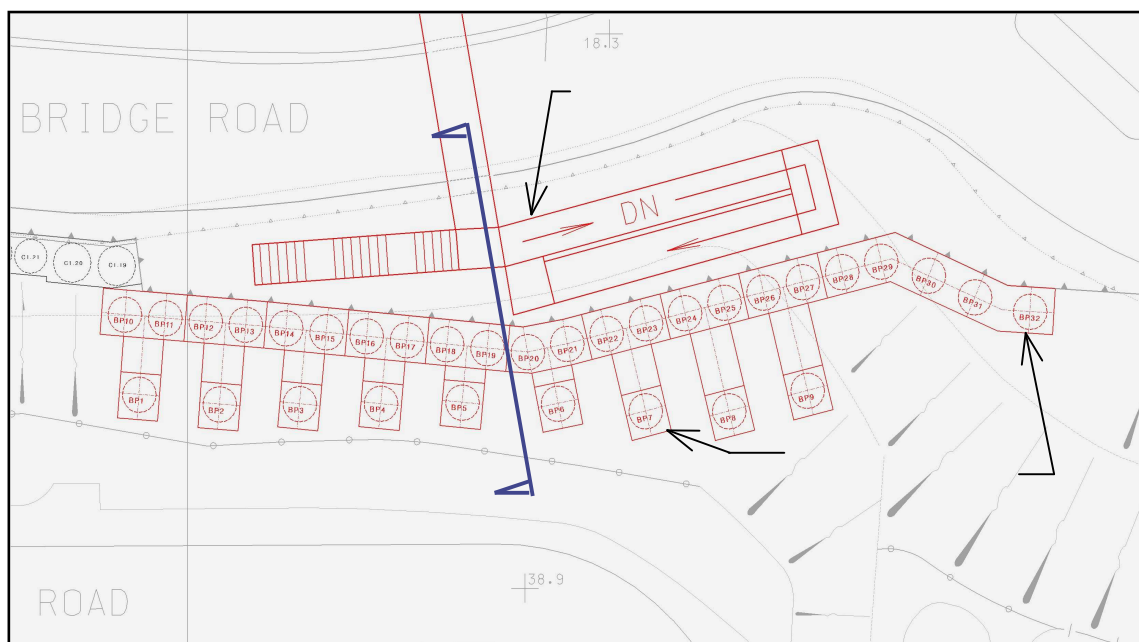 18.3
BRIDGE ROAD
DN
C1.21
C1.20
C1.19
BP10
BP11
BP12
BP13
BP14
BP15
BP16
BP17
BP18
BP19
BP20
BP21
BP22
BP23
BP24
BP25
BP26
BP27
BP28
BP29
BP30
BP31
BP32
BP1
BP2
BP3
BP4
BP5
BP6
BP7
BP8
BP9
38.9
ROAD